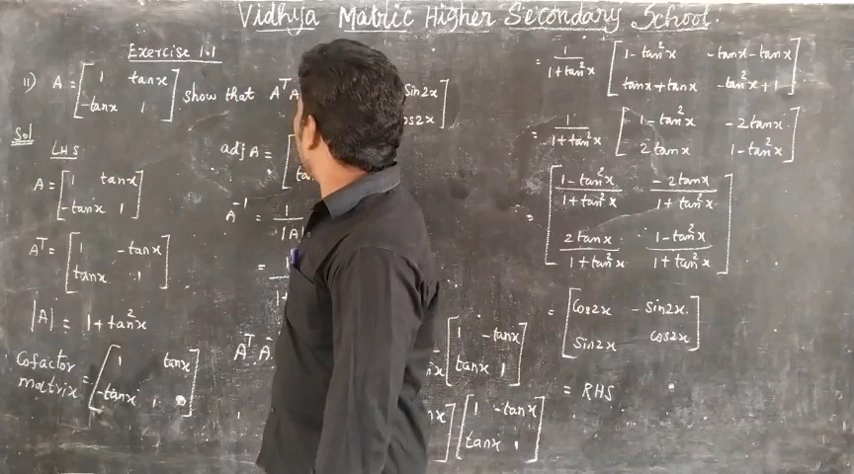 Vidhya Matric Higher Secondary School.
Exercise 1.1
11) A = [1 tanx
-tanx 1] show that AᵀA
Sin2x
os2x]
Sol
LHS
A = [1 tanx
-tanx 1]
Aᵀ = [1 -tanx
tanx 1]
|A| = 1+tan²x
Cofactor matrix = [1 tanx
-tanx 1]
adj A = [
ta
A⁻¹ = 1/|A|
= 1
Aᵀ.A
[1 -tanx
tanx 1]
[1 -tanx
tanx 1]
= 1/(1+tan²x) [1-tan²x -tanx-tanx
tanx+tanx -tan²x+1]
= 1/(1+tan²x) [1-tan²x -2tanx
2tanx 1-tan²x]
= [(1-tan²x)/(1+tan²x) (-2tanx)/(1+tan²x)
(2tanx)/(1+tan²x) (1-tan²x)/(1+tan²x)]
= [Cos2x -Sin2x
Sin2x cos2x]
= RHS